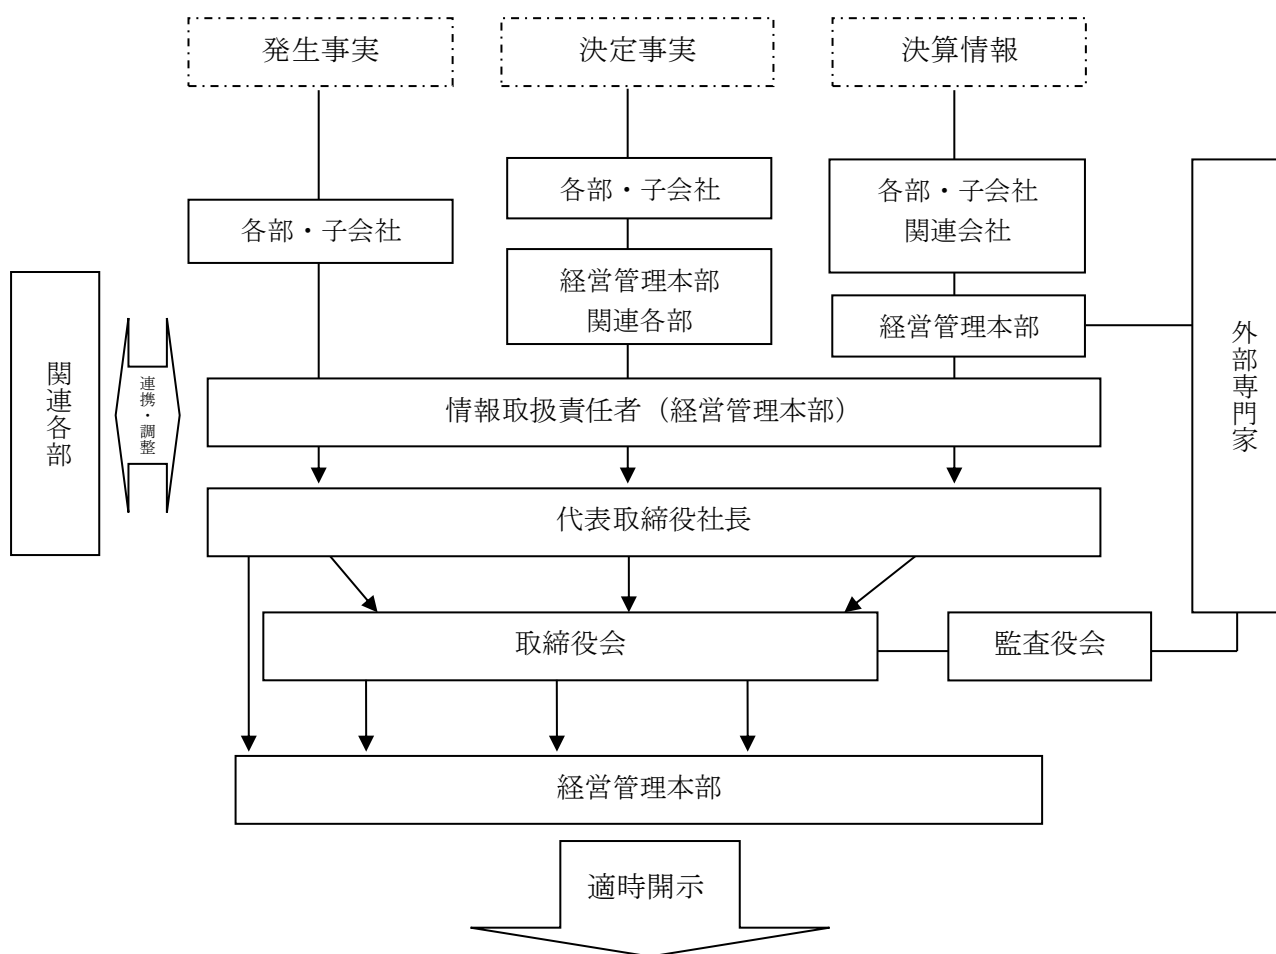 発生事実
決定事実
決算情報
各部・子会社
各部・子会社
各部・子会社
関連会社
経営管理本部
関連各部
経営管理本部
関連各部
連携・調整
外部専門家
情報取扱責任者（経営管理本部）
代表取締役社長
取締役会
監査役会
経営管理本部
適時開示